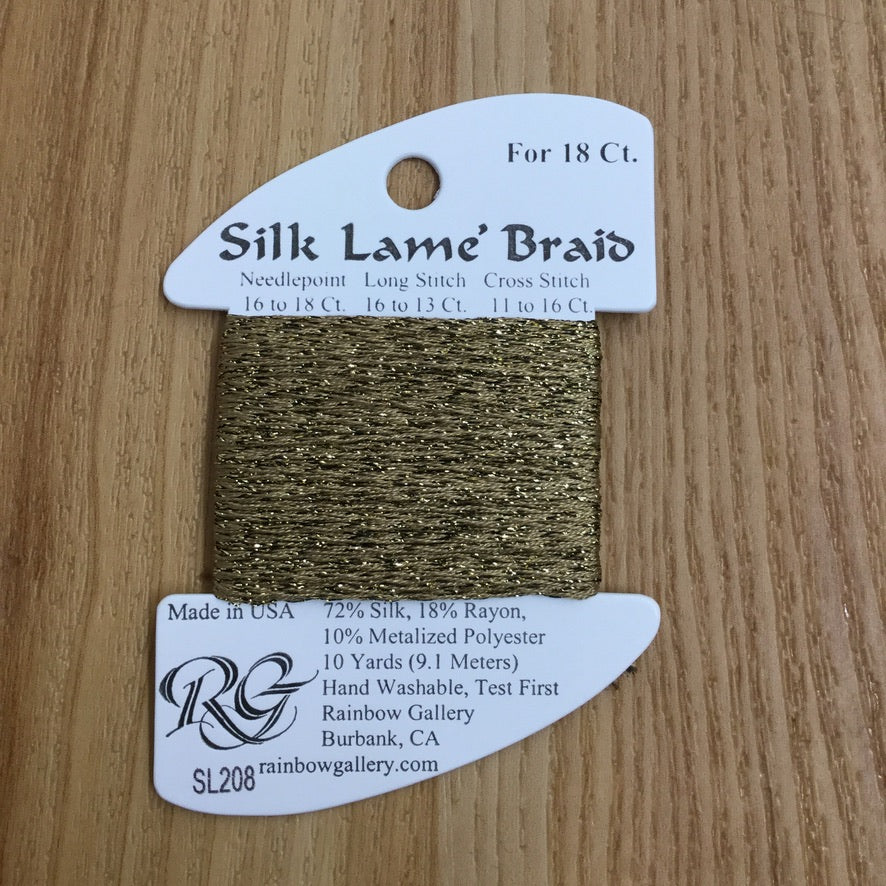 For 18 Ct.
Silk Lamé Braid
Needlepoint Long Stitch Cross Stitch
16 to 18 Ct. 16 to 13 Ct. 11 to 16 Ct.
Made in USA 72% Silk, 18% Rayon,
10% Metalized Polyester
10 Yards (9.1 Meters)
Hand Washable, Test First
Rainbow Gallery
Burbank, CA
RG
SL208 rainbowgallery.com